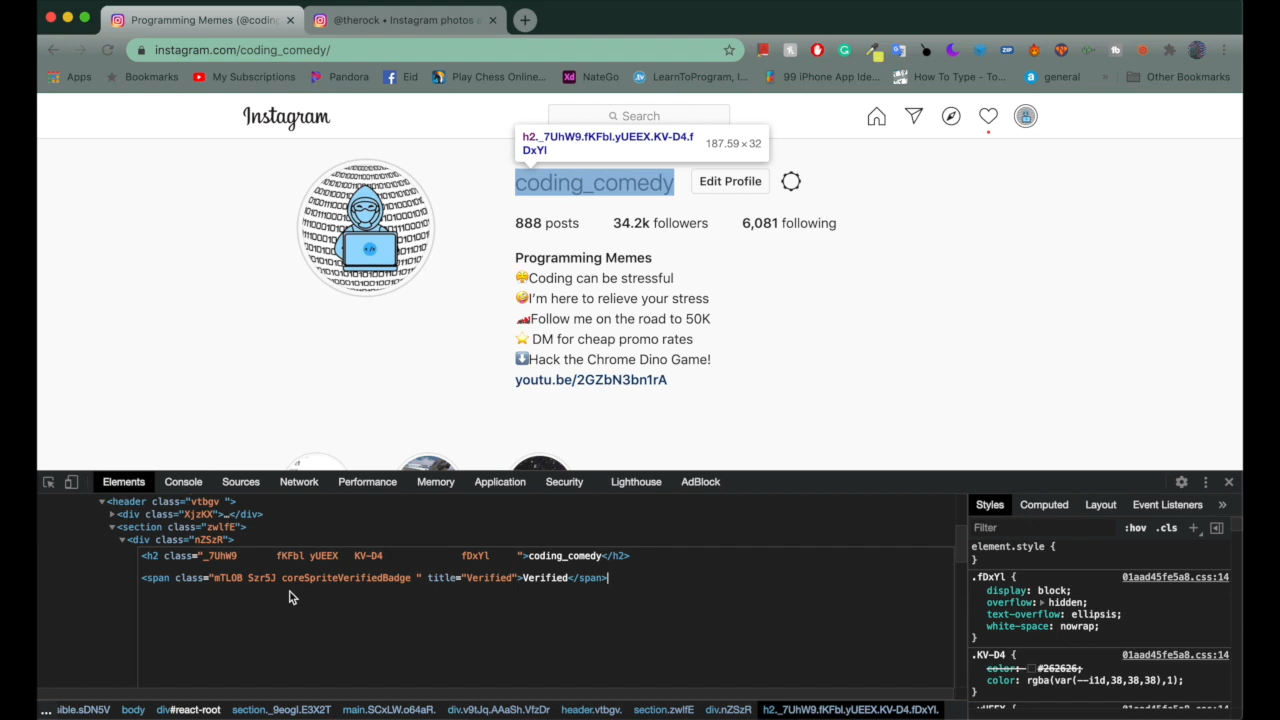 Programming Memes (@coding
@therock • Instagram photos a
instagram.com/coding_comedy/
Apps Bookmarks My Subscriptions Pandora Eid Play Chess Online... NateGo LearnToProgram, I... 99 iPhone App Ide... How To Type - To... general » Other Bookmarks
Instagram
Search
h2._7UhW9.fKFbl.yUEEX.KV-D4.f
DxYl
187.59 × 32
coding_comedy
Edit Profile
888 posts 34.2k followers 6,081 following
Programming Memes
😤Coding can be stressful
🤪I'm here to relieve your stress
🏎Follow me on the road to 50K
⭐ DM for cheap promo rates
⬇️Hack the Chrome Dino Game!
youtu.be/2GZbN3bn1rA
Elements Console Sources Network Performance Memory Application Security Lighthouse AdBlock
<header class="vtbgv ">
<div class="XjzKX">…</div>
<section class="zwlfE">
<div class="nZSzR">
<h2 class="_7UhW9 fKFbl yUEEX KV-D4 fDxYl ">coding_comedy</h2>
<span class="mTLOB Szr5J coreSpriteVerifiedBadge " title="Verified">Verified</span>
Styles Computed Layout Event Listeners »
Filter :hov .cls +
element.style {
}
.fDxYl { 01aad45fe5a8.css:14
display: block;
overflow: hidden;
text-overflow: ellipsis;
white-space: nowrap;
}
.KV-D4 { 01aad45fe5a8.css:14
color: #262626;
color: rgba(var(--i1d,38,38,38),1);
}
... ible.sDN5V body div#react-root section._9eogI.E3X2T main.SCxLW.o64aR. div.v9tJq.AAaSh.VfzDr header.vtbgv. section.zwlfE div.nZSzR h2._7UhW9.fKFbl.yUEEX.KV-D4.fDxYl.